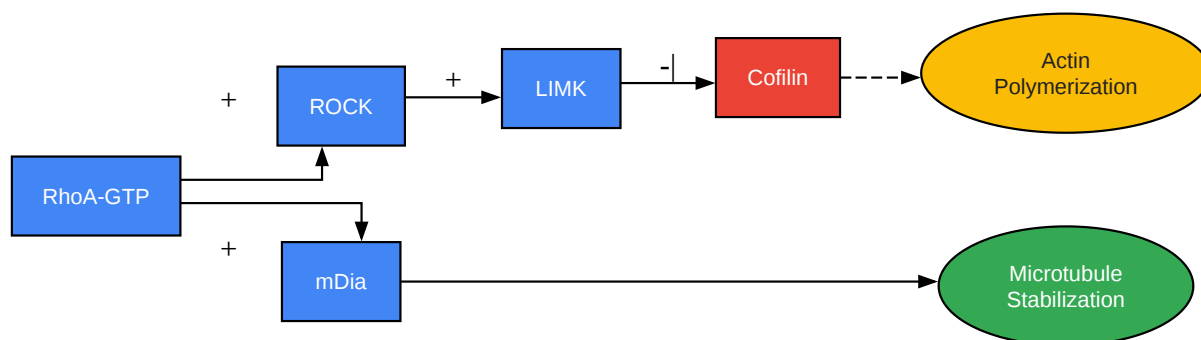 +
ROCK
+
LIMK
-|
Cofilin
Actin
Polymerization
RhoA-GTP
+
mDia
Microtubule
Stabilization